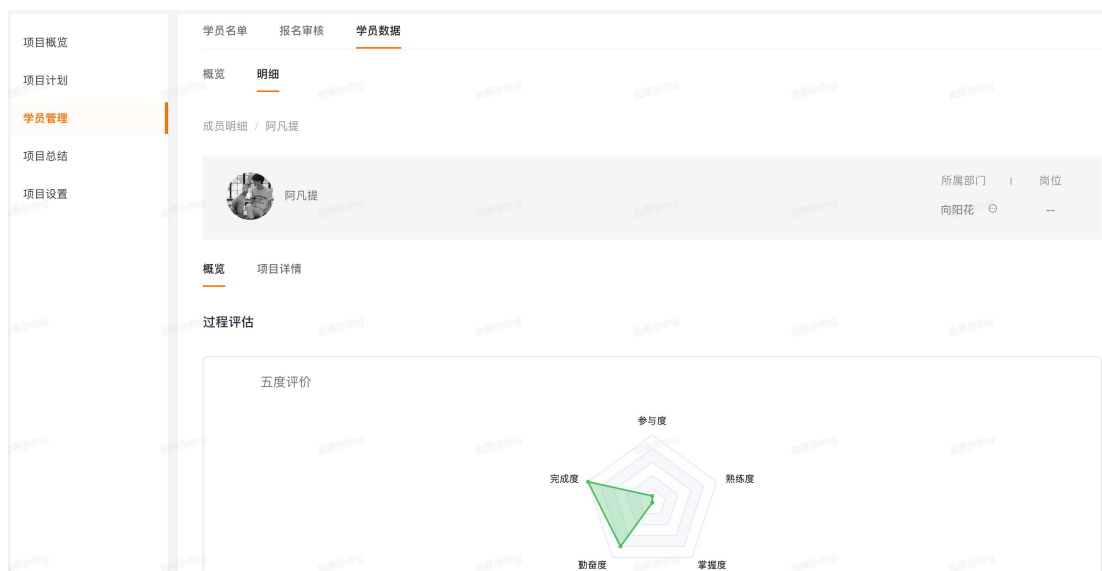 学员名单 报名审核 学员数据
项目概览
概览 明细
项目计划
学员管理
成员明细 / 阿凡提
项目总结
所属部门 | 岗位
项目设置
阿凡提
向阳花 --
概览 项目详情
过程评估
五度评价
参与度
完成度 熟练度
勤奋度 掌握度